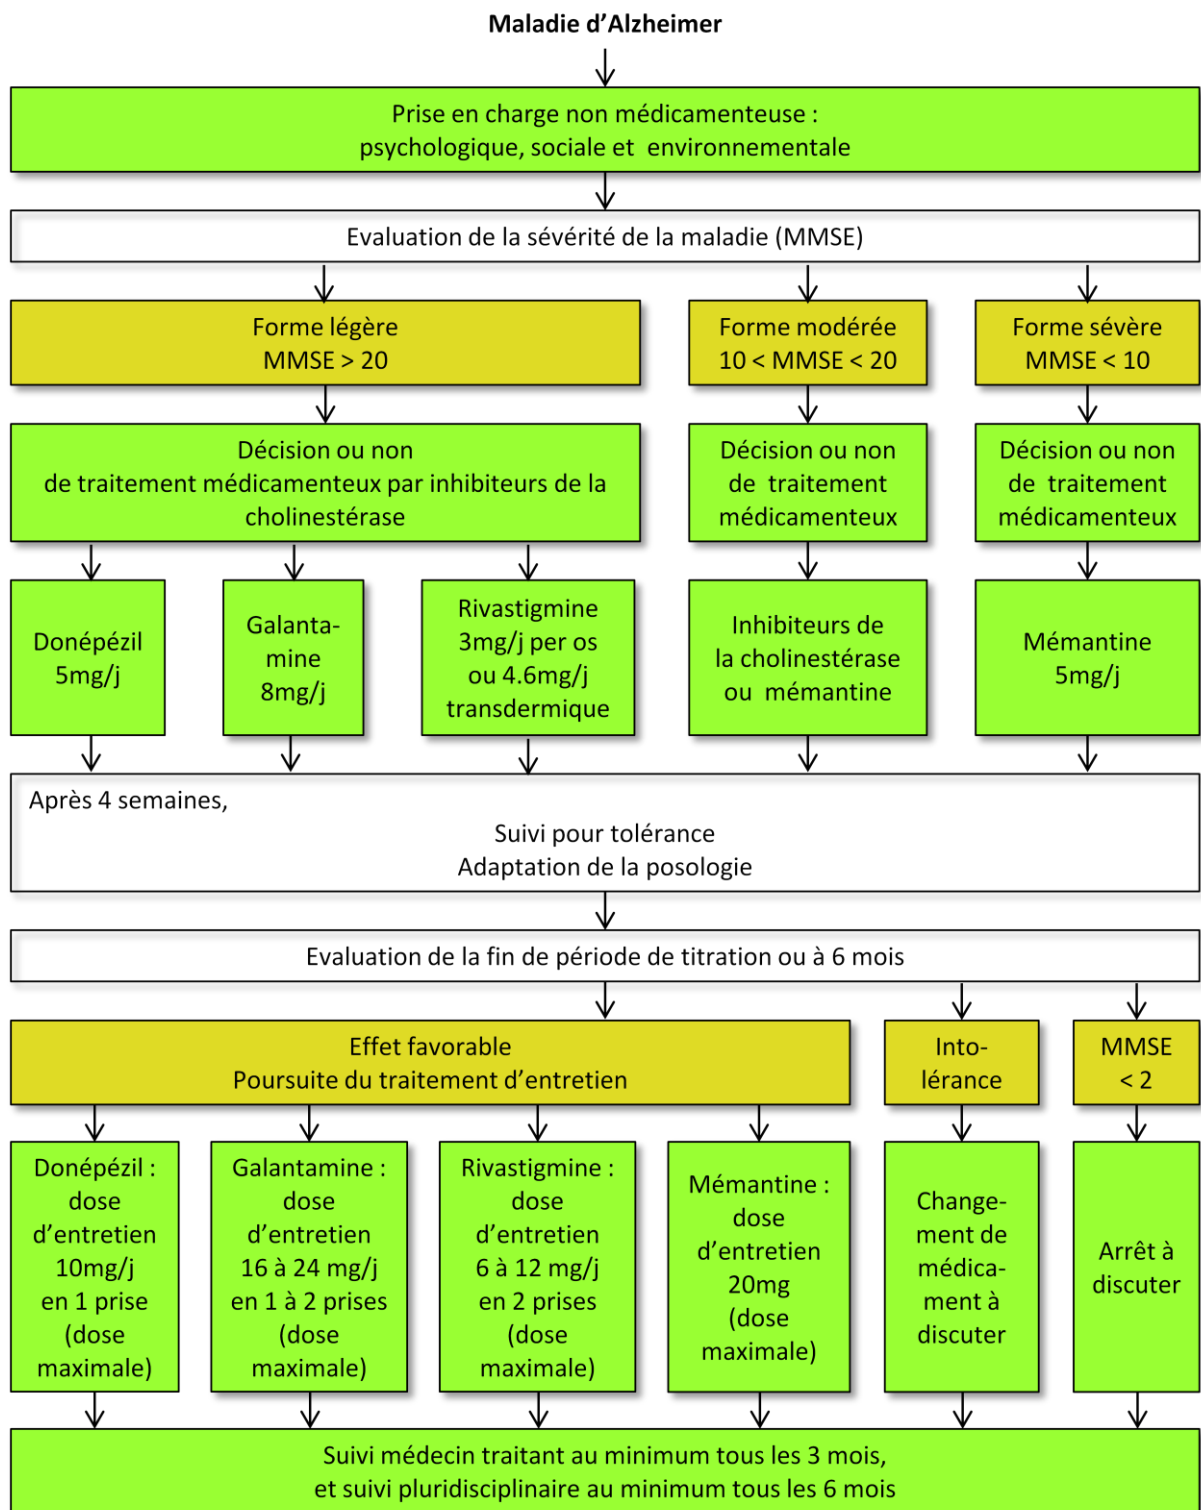 Maladie d'Alzheimer
Prise en charge non médicamenteuse :
psychologique, sociale et environnementale
Evaluation de la sévérité de la maladie (MMSE)
Forme légère
MMSE > 20
Forme modérée
10 < MMSE < 20
Forme sévère
MMSE < 10
Décision ou non
de traitement médicamenteux par inhibiteurs de la
cholinestérase
Décision ou non
de traitement
médicamenteux
Décision ou non
de traitement
médicamenteux
Donépézil
5mg/j
Galanta-
mine
8mg/j
Rivastigmine
3mg/j per os
ou 4.6mg/j
transdermique
Inhibiteurs de
la cholinestérase
ou mémantine
Mémantine
5mg/j
Après 4 semaines,
Suivi pour tolérance
Adaptation de la posologie
Evaluation de la fin de période de titration ou à 6 mois
Effet favorable
Poursuite du traitement d'entretien
Into-
lérance
MMSE
< 2
Donépézil :
dose
d'entretien
10mg/j
en 1 prise
(dose
maximale)
Galantamine :
dose
d'entretien
16 à 24 mg/j
en 1 à 2 prises
(dose
maximale)
Rivastigmine :
dose
d'entretien
6 à 12 mg/j
en 2 prises
(dose
maximale)
Mémantine :
dose
d'entretien
20mg
(dose
maximale)
Change-
ment de
médica-
ment à
discuter
Arrêt à
discuter
Suivi médecin traitant au minimum tous les 3 mois,
et suivi pluridisciplinaire au minimum tous les 6 mois